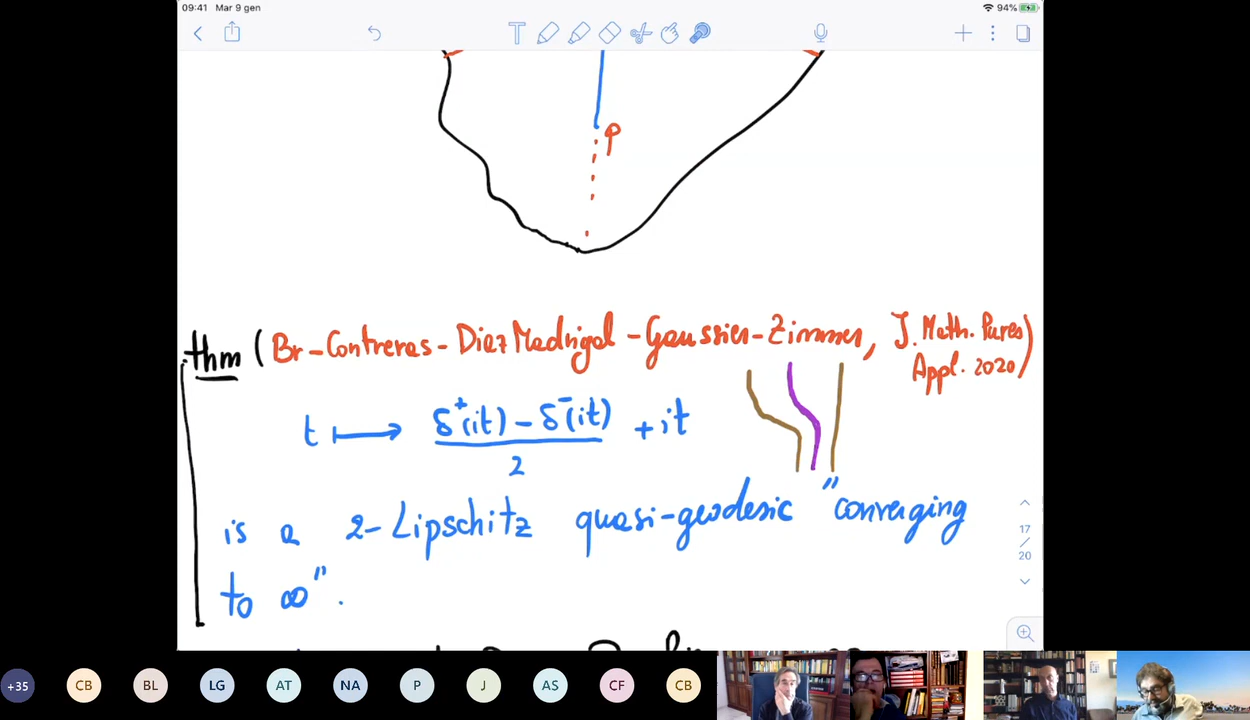 09:41 Mar 9 gen
94%
p
thm (Br-Contreras-Diaz Madrigal-Gaussier-Zimmer, J. Math. Pures
Appl. 2020)
t ⟼ (δ⁺(it) - δ⁻(it))/2 + it
is a 2-Lipschitz quasi-geodesic "converging
to ∞".
17
/
20
+35 CB BL LG AT NA P J AS CF CB